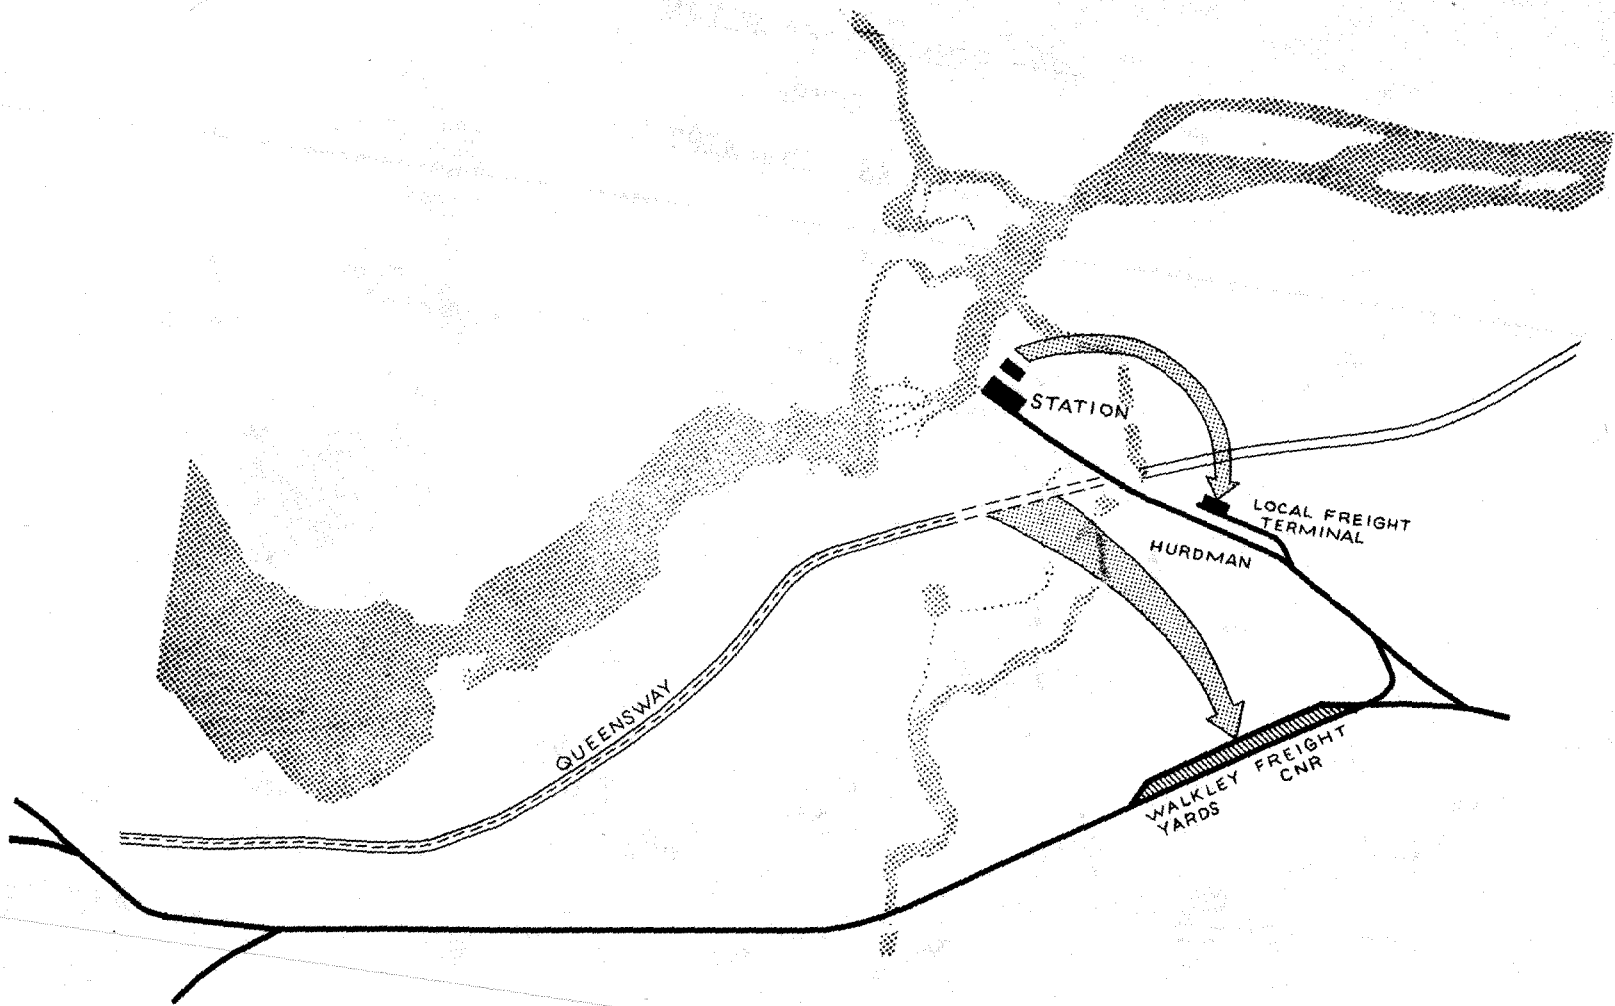 STATION
LOCAL FREIGHT
TERMINAL
HURDMAN
QUEENSWAY
WALKLEY FREIGHT
YARDS CNR